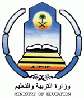 وزارة التربية والتعليم
MINISTRY OF EDUCATION